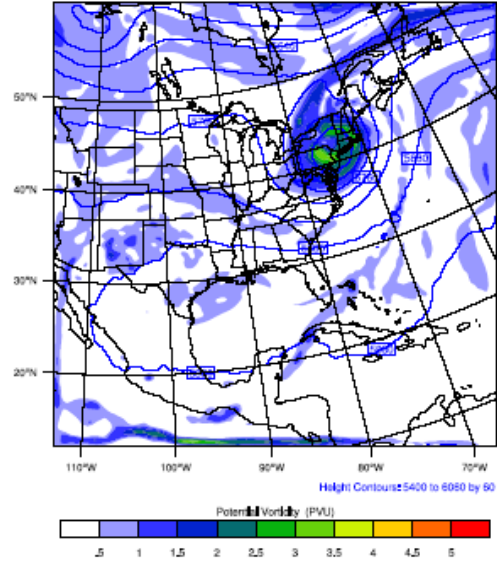 50°N
40°N
30°N
20°N
110°W 100°W 90°W 80°W 70°W
Height Contours: 5400 to 6060 by 60
Potential Vorticity (PVU)
.5 1 1.5 2 2.5 3 3.5 4 4.5 5